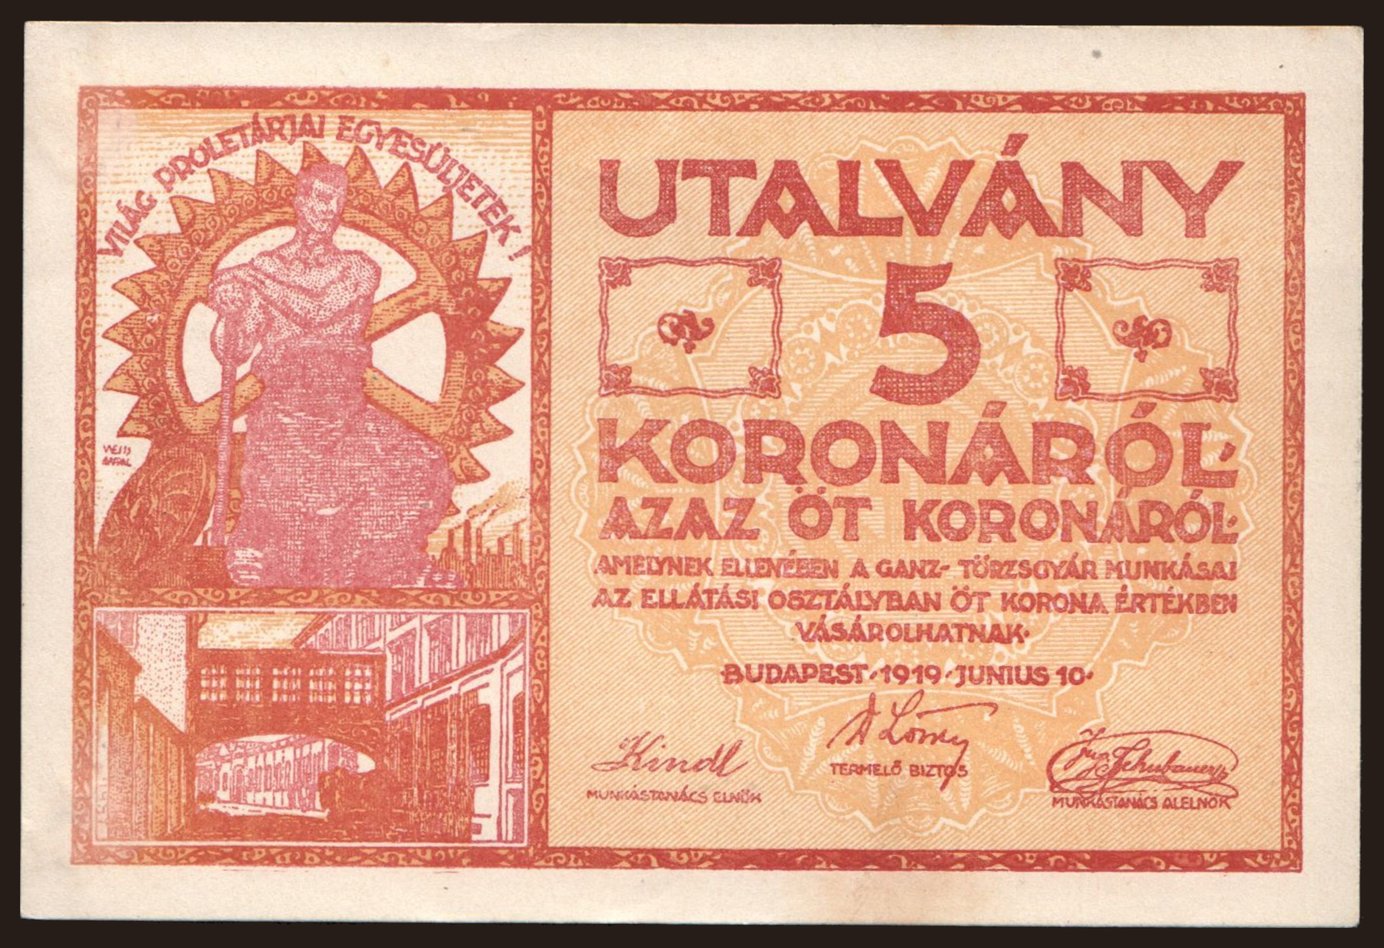 VILÁG PROLETÁRJAI EGYESÜLJETEK!
UTALVÁNY
5
KORONÁRÓL
AZAZ ÖT KORONÁRÓL·
AMELYNEK ELLENÉBEN A GANZ-TÖRZSGYÁR MUNKÁSAI
AZ ELLÁTÁSI OSZTÁLYBAN ÖT KORONA ÉRTÉKBEN
VÁSÁROLHATNAK·
·BUDAPEST·1919·JUNIUS 10·
Kindl
MUNKÁSTANÁCS ELNÖK
TERMELŐ BIZTOS
MUNKÁSTANÁCS ALELNÖK